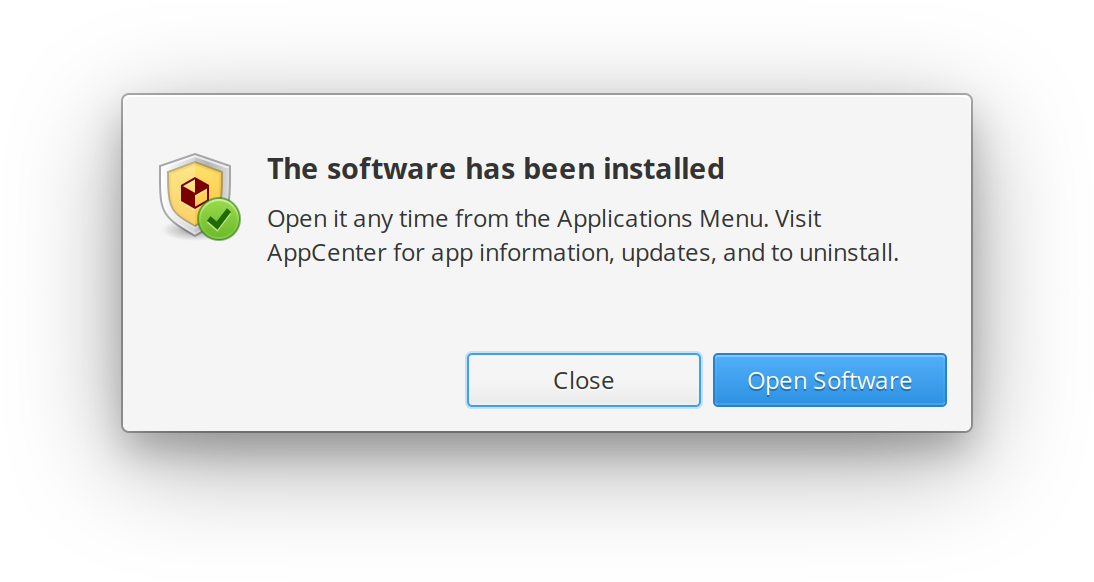 The software has been installed
Open it any time from the Applications Menu. Visit
AppCenter for app information, updates, and to uninstall.
Close
Open Software